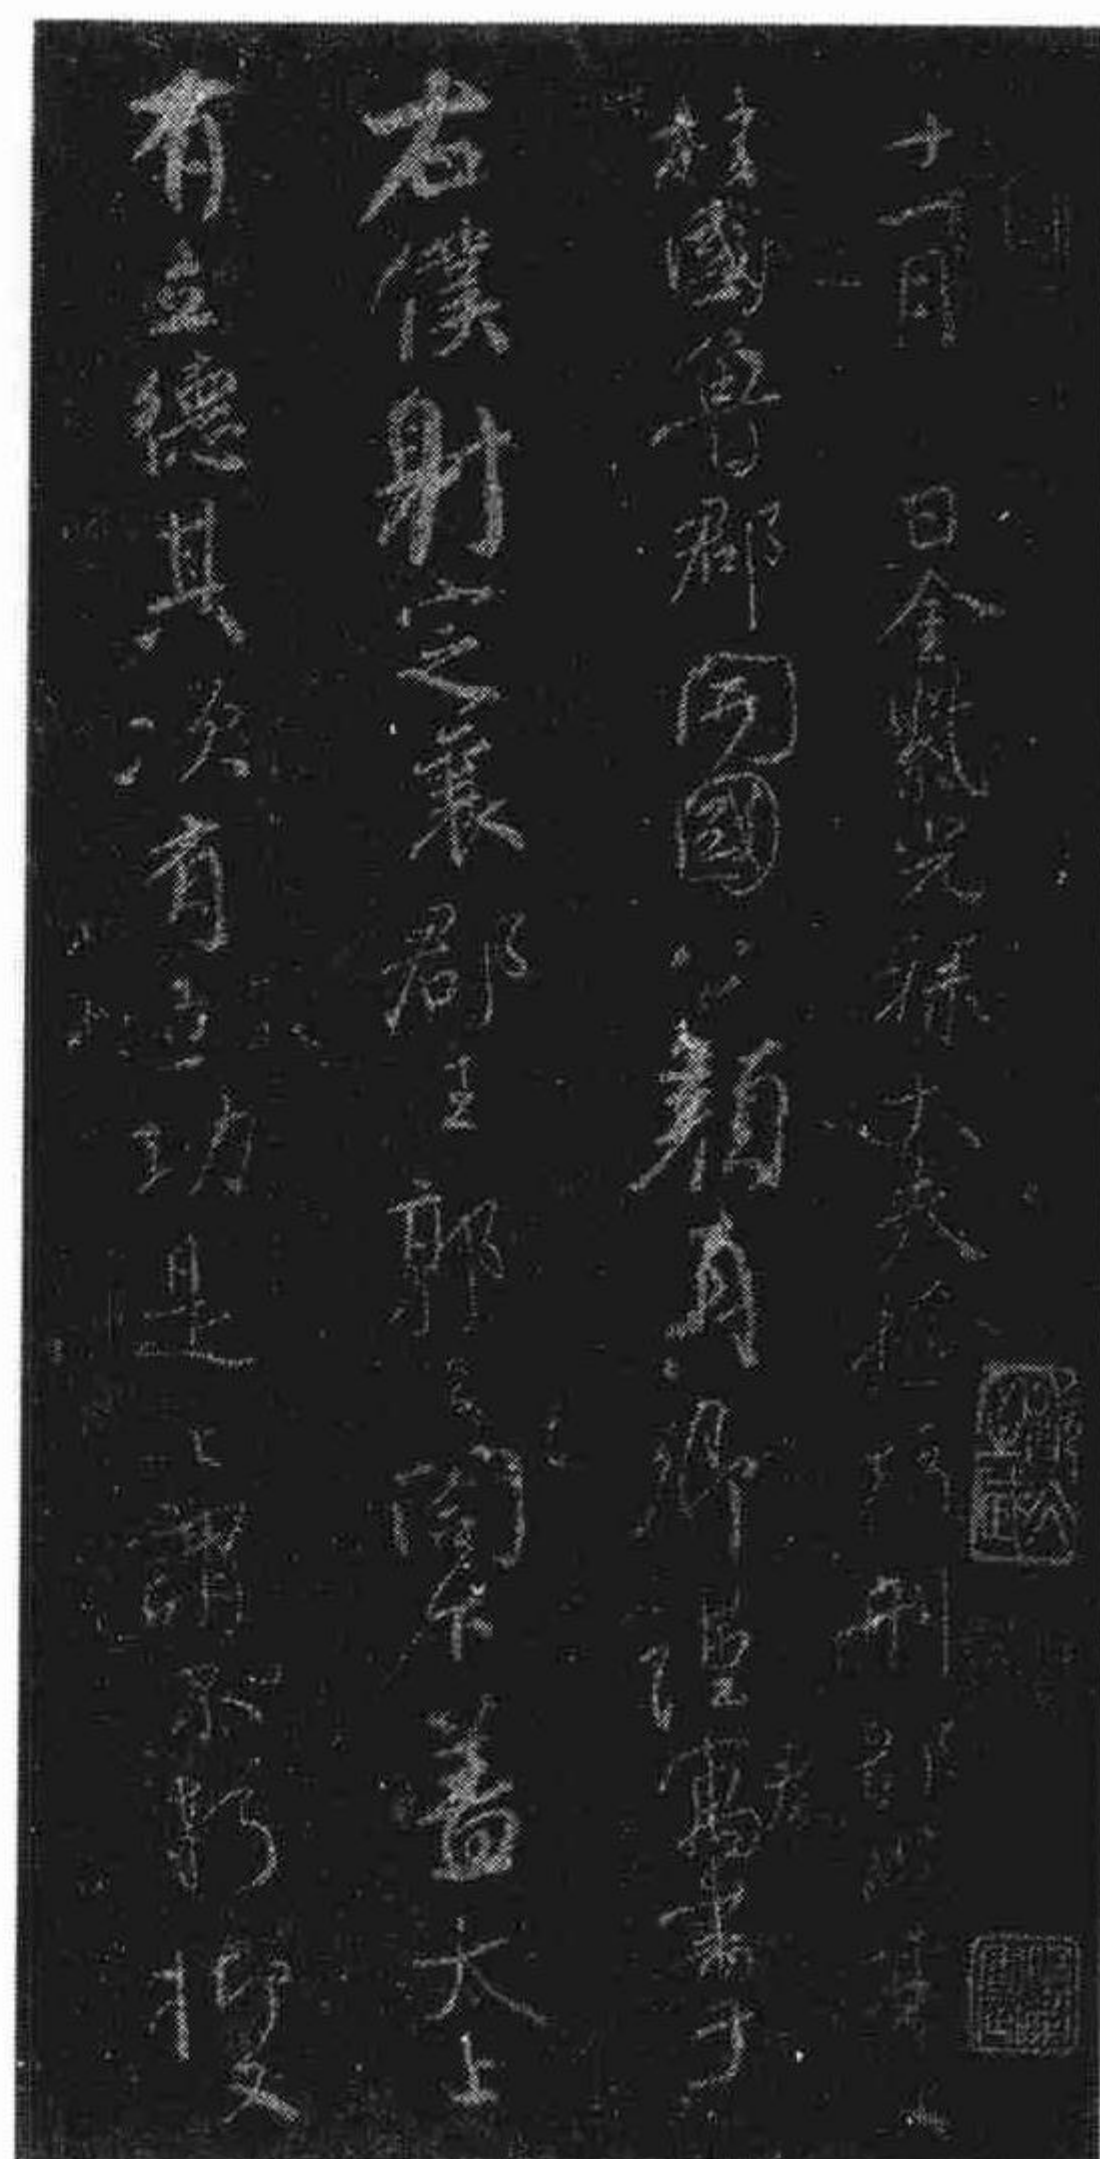 十一月日金紫光祿大夫檢校刑部尚書上
柱國魯郡開國公顏真卿謹寓書于
右僕射定襄郡王郭公閤下蓋太上
有立德其次有立功是之謂不朽抑又